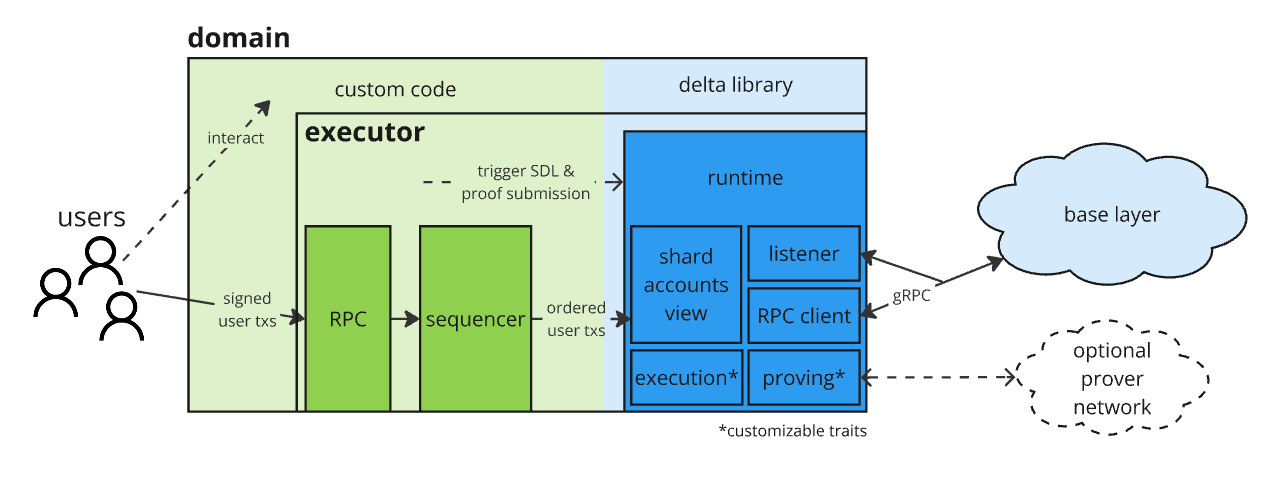 domain
custom code
delta library
executor
interact
trigger SDL &
proof submission
runtime
users
base layer
shard
accounts
view
listener
gRPC
signed
user txs
RPC
sequencer
ordered
user txs
RPC client
execution*
proving*
optional
prover
network
*customizable traits